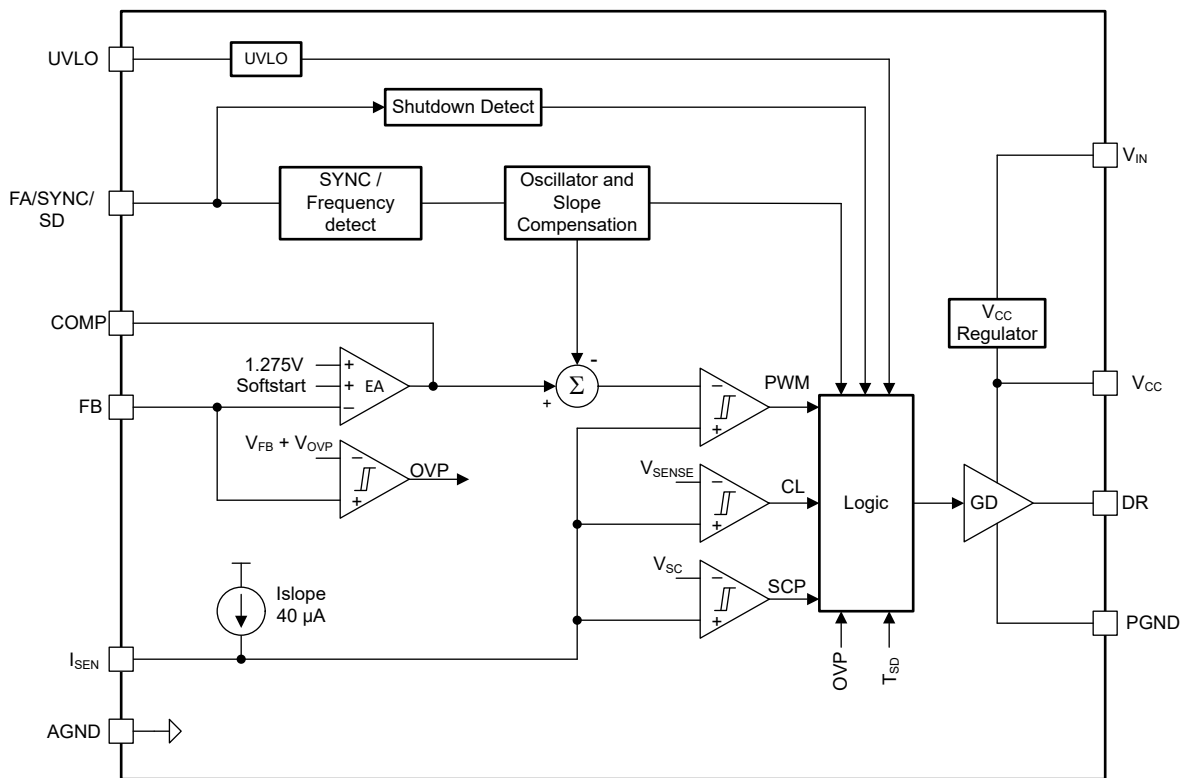 UVLO
UVLO
Shutdown Detect
V_IN
FA/SYNC/
SD
SYNC /
Frequency
detect
Oscillator and
Slope
Compensation
COMP
V_CC
Regulator
-
1.275V
+
Softstart
+
EA
−
Σ
+
−
+
PWM
V_CC
FB
V_FB + V_OVP
−
+
OVP
V_SENSE
−
+
CL
Logic
GD
DR
V_SC
−
+
SCP
Islope
40 µA
PGND
I_SEN
OVP
T_SD
AGND